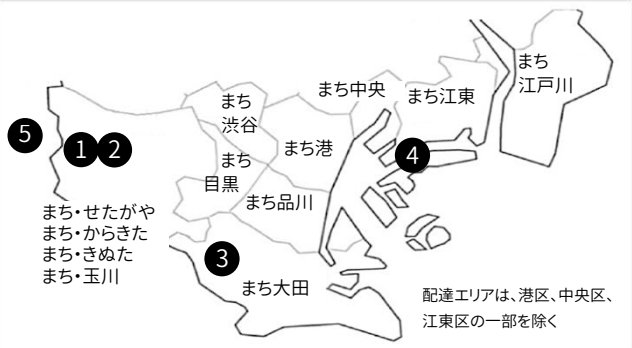 まち
江戸川
まち中央
まち江東
まち
渋谷
まち港
まち
目黒
まち品川
5
1
2
4
3
まち・せたがや
まち・からきた
まち・きぬた
まち・玉川
まち大田
配達エリアは、港区、中央区、
江東区の一部を除く